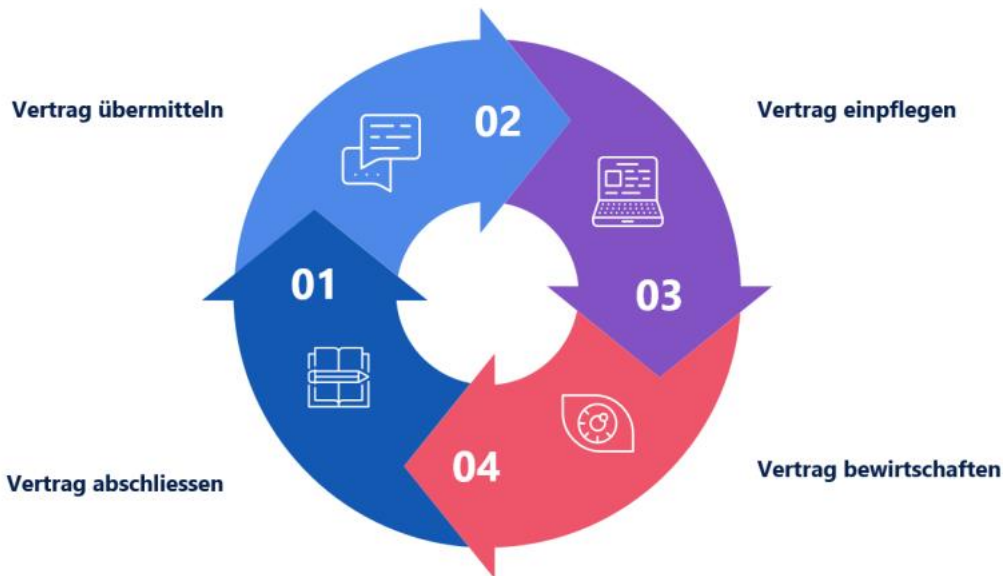 Vertrag übermitteln
02
Vertrag einpflegen
01
03
Vertrag abschliessen
04
Vertrag bewirtschaften